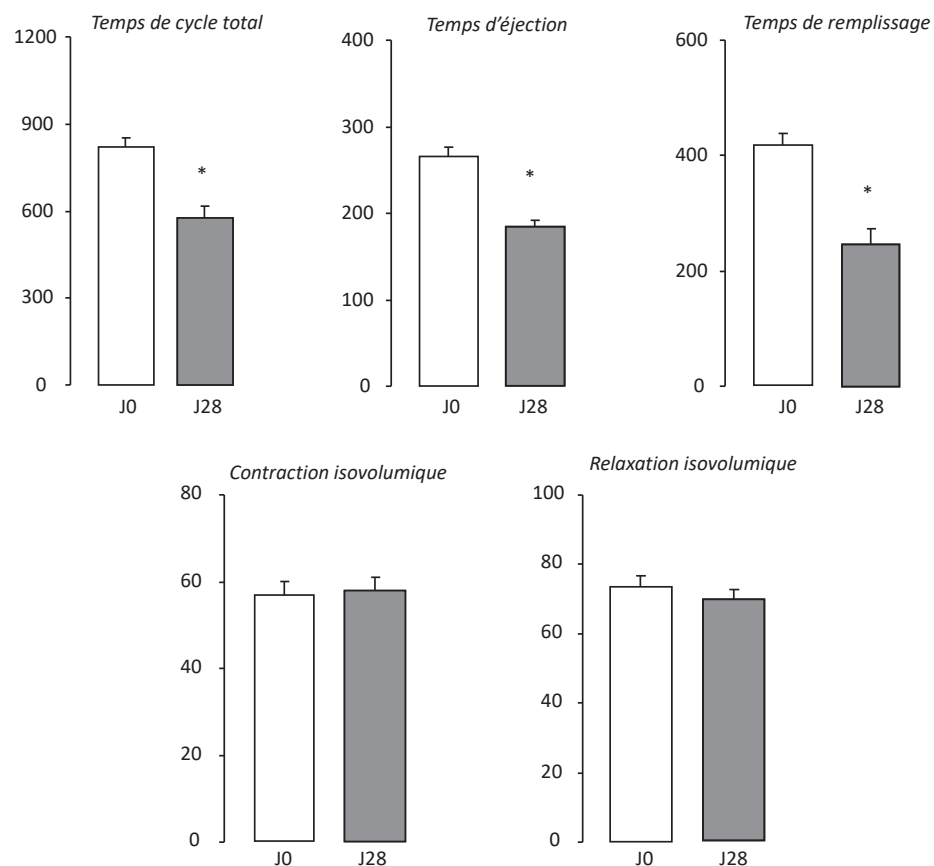 Temps de cycle total
1200
900
600
300
0
*
J0 J28
Temps d'éjection
400
300
200
100
0
*
J0 J28
Temps de remplissage
600
400
200
0
*
J0 J28
Contraction isovolumique
80
60
40
20
0
J0 J28
Relaxation isovolumique
100
80
60
40
20
0
J0 J28